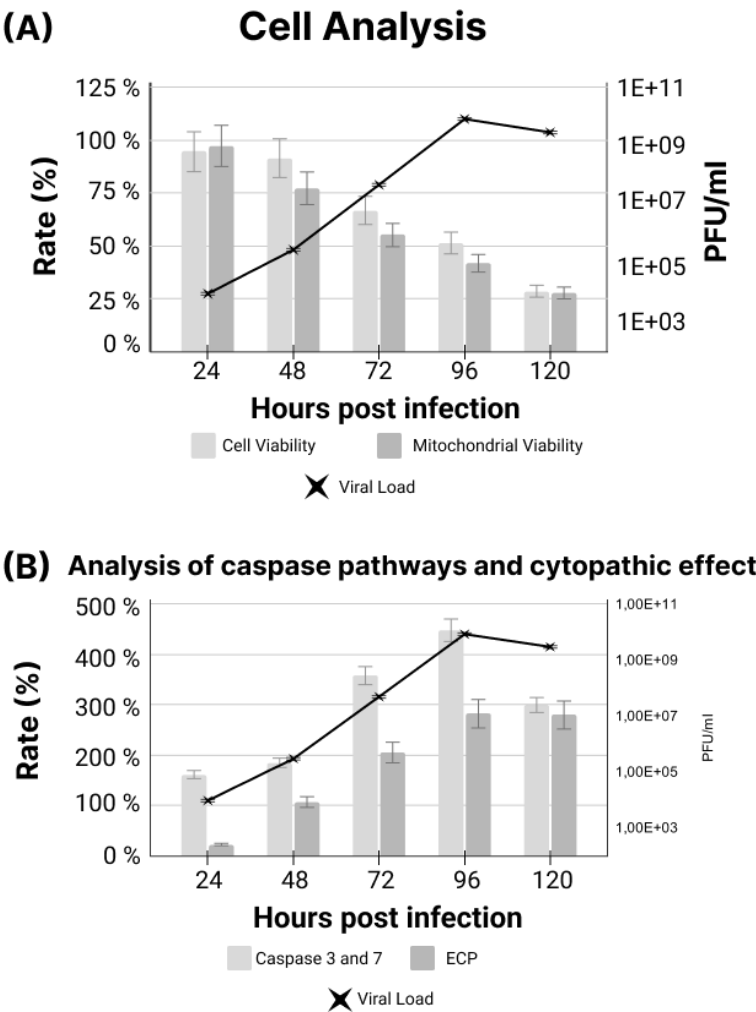 (A) Cell Analysis
125 %
100 %
75 %
50 %
25 %
0 %
Rate (%)
1E+11
1E+09
1E+07
1E+05
1E+03
PFU/ml
24 48 72 96 120
Hours post infection
Cell Viability Mitochondrial Viability
Viral Load
(B) Analysis of caspase pathways and cytopathic effect
500 %
400 %
300 %
200 %
100 %
0 %
Rate (%)
1,00E+11
1,00E+09
1,00E+07
1,00E+05
1,00E+03
PFU/ml
24 48 72 96 120
Hours post infection
Caspase 3 and 7 ECP
Viral Load